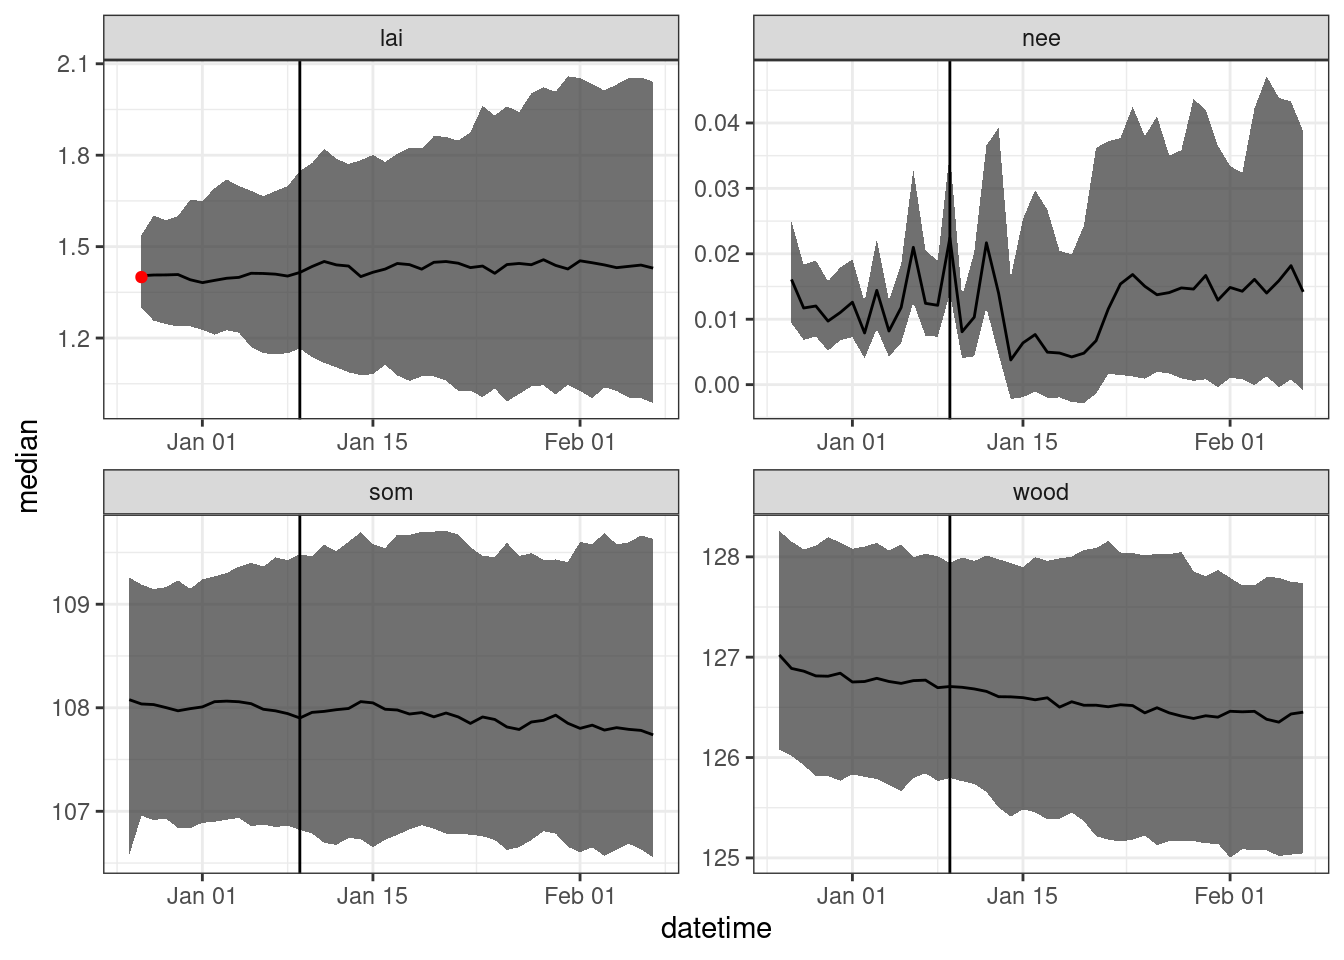 lai
nee
2.1
1.8
1.5
1.2
0.04
0.03
0.02
0.01
0.00
Jan 01
Jan 15
Feb 01
Jan 01
Jan 15
Feb 01
median
som
wood
109
108
107
128
127
126
125
Jan 01
Jan 15
Feb 01
Jan 01
Jan 15
Feb 01
datetime